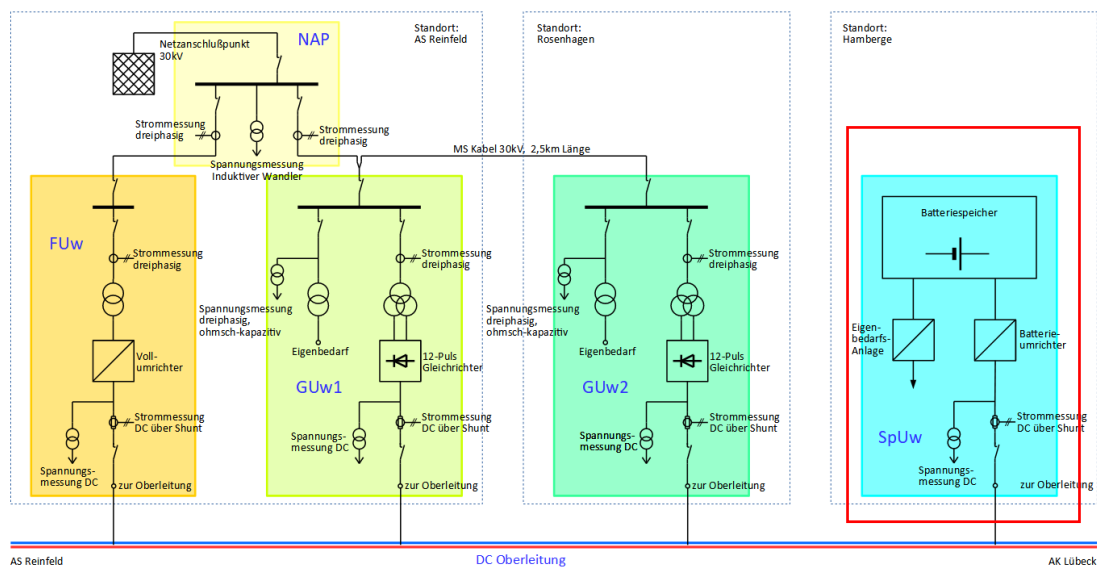 Standort:
AS Reinfeld
Standort:
Rosenhagen
Standort:
Hamberge
Netzanschlußpunkt
30kV
NAP
Strommessung
dreiphasig
Strommessung
dreiphasig
Spannungsmessung
Induktiver Wandler
MS Kabel 30kV, 2,5km Länge
FUw
Strommessung
dreiphasig
Voll-
umrichter
Strommessung
DC über Shunt
Spannungs-
messung DC
zur Oberleitung
Strommessung
dreiphasig
Spannungsmessung
dreiphasig,
ohmsch-kapazitiv
Eigenbedarf
12-Puls
Gleichrichter
GUw1
Strommessung
DC über Shunt
Spannungs-
messung DC
zur Oberleitung
Strommessung
dreiphasig
Spannungsmessung
dreiphasig,
ohmsch-kapazitiv
Eigenbedarf
12-Puls
Gleichrichter
GUw2
Strommessung
DC über Shunt
Spannungs-
messung DC
zur Oberleitung
Batteriespeicher
Eigen-
bedarfs-
Anlage
Batterie-
umrichter
Strommessung
DC über Shunt
SpUw
Spannungs-
messung DC
zur Oberleitung
AS Reinfeld
DC Oberleitung
AK Lübeck